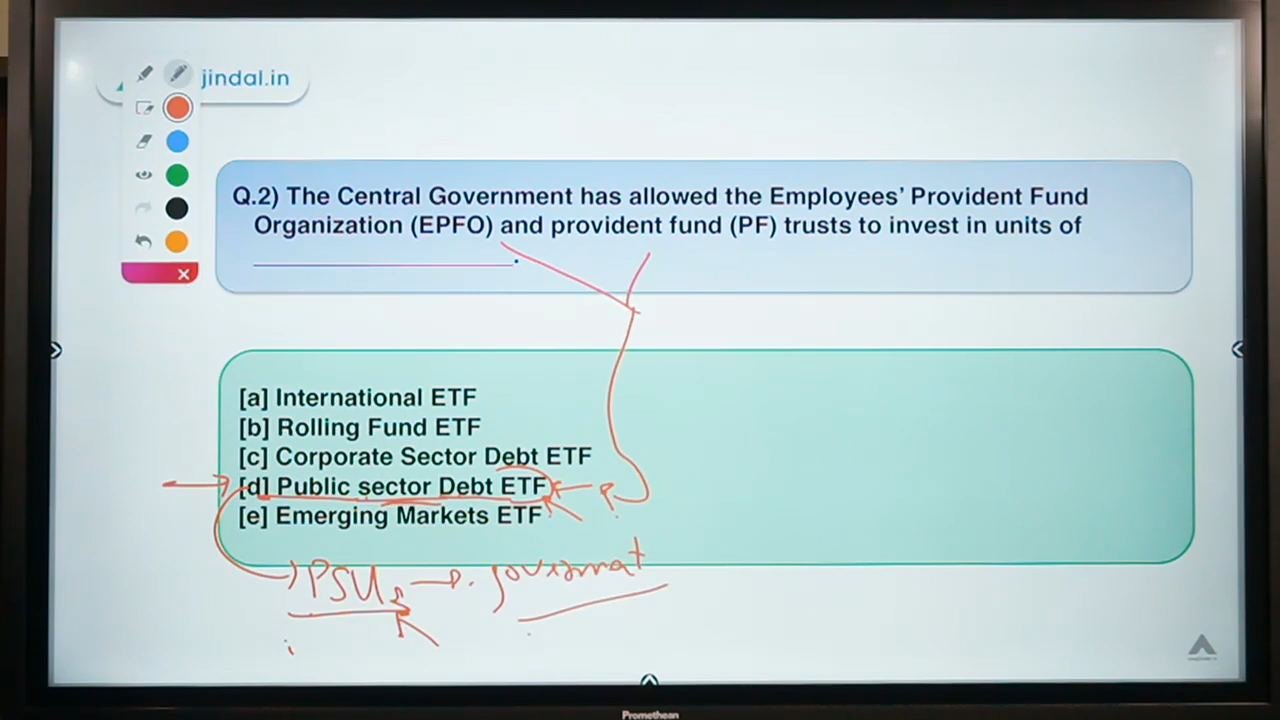 jindal.in
Q.2) The Central Government has allowed the Employees’ Provident Fund
Organization (EPFO) and provident fund (PF) trusts to invest in units of
____________________.
[a] International ETF
[b] Rolling Fund ETF
[c] Corporate Sector Debt ETF
[d] Public sector Debt ETF
[e] Emerging Markets ETF
PSUs
Promethean